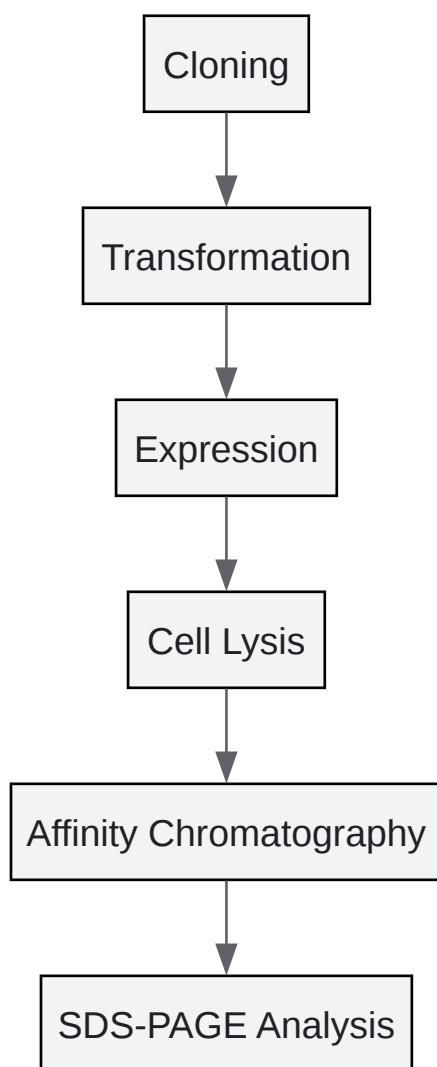 Cloning
Transformation
Expression
Cell Lysis
Affinity Chromatography
SDS-PAGE Analysis